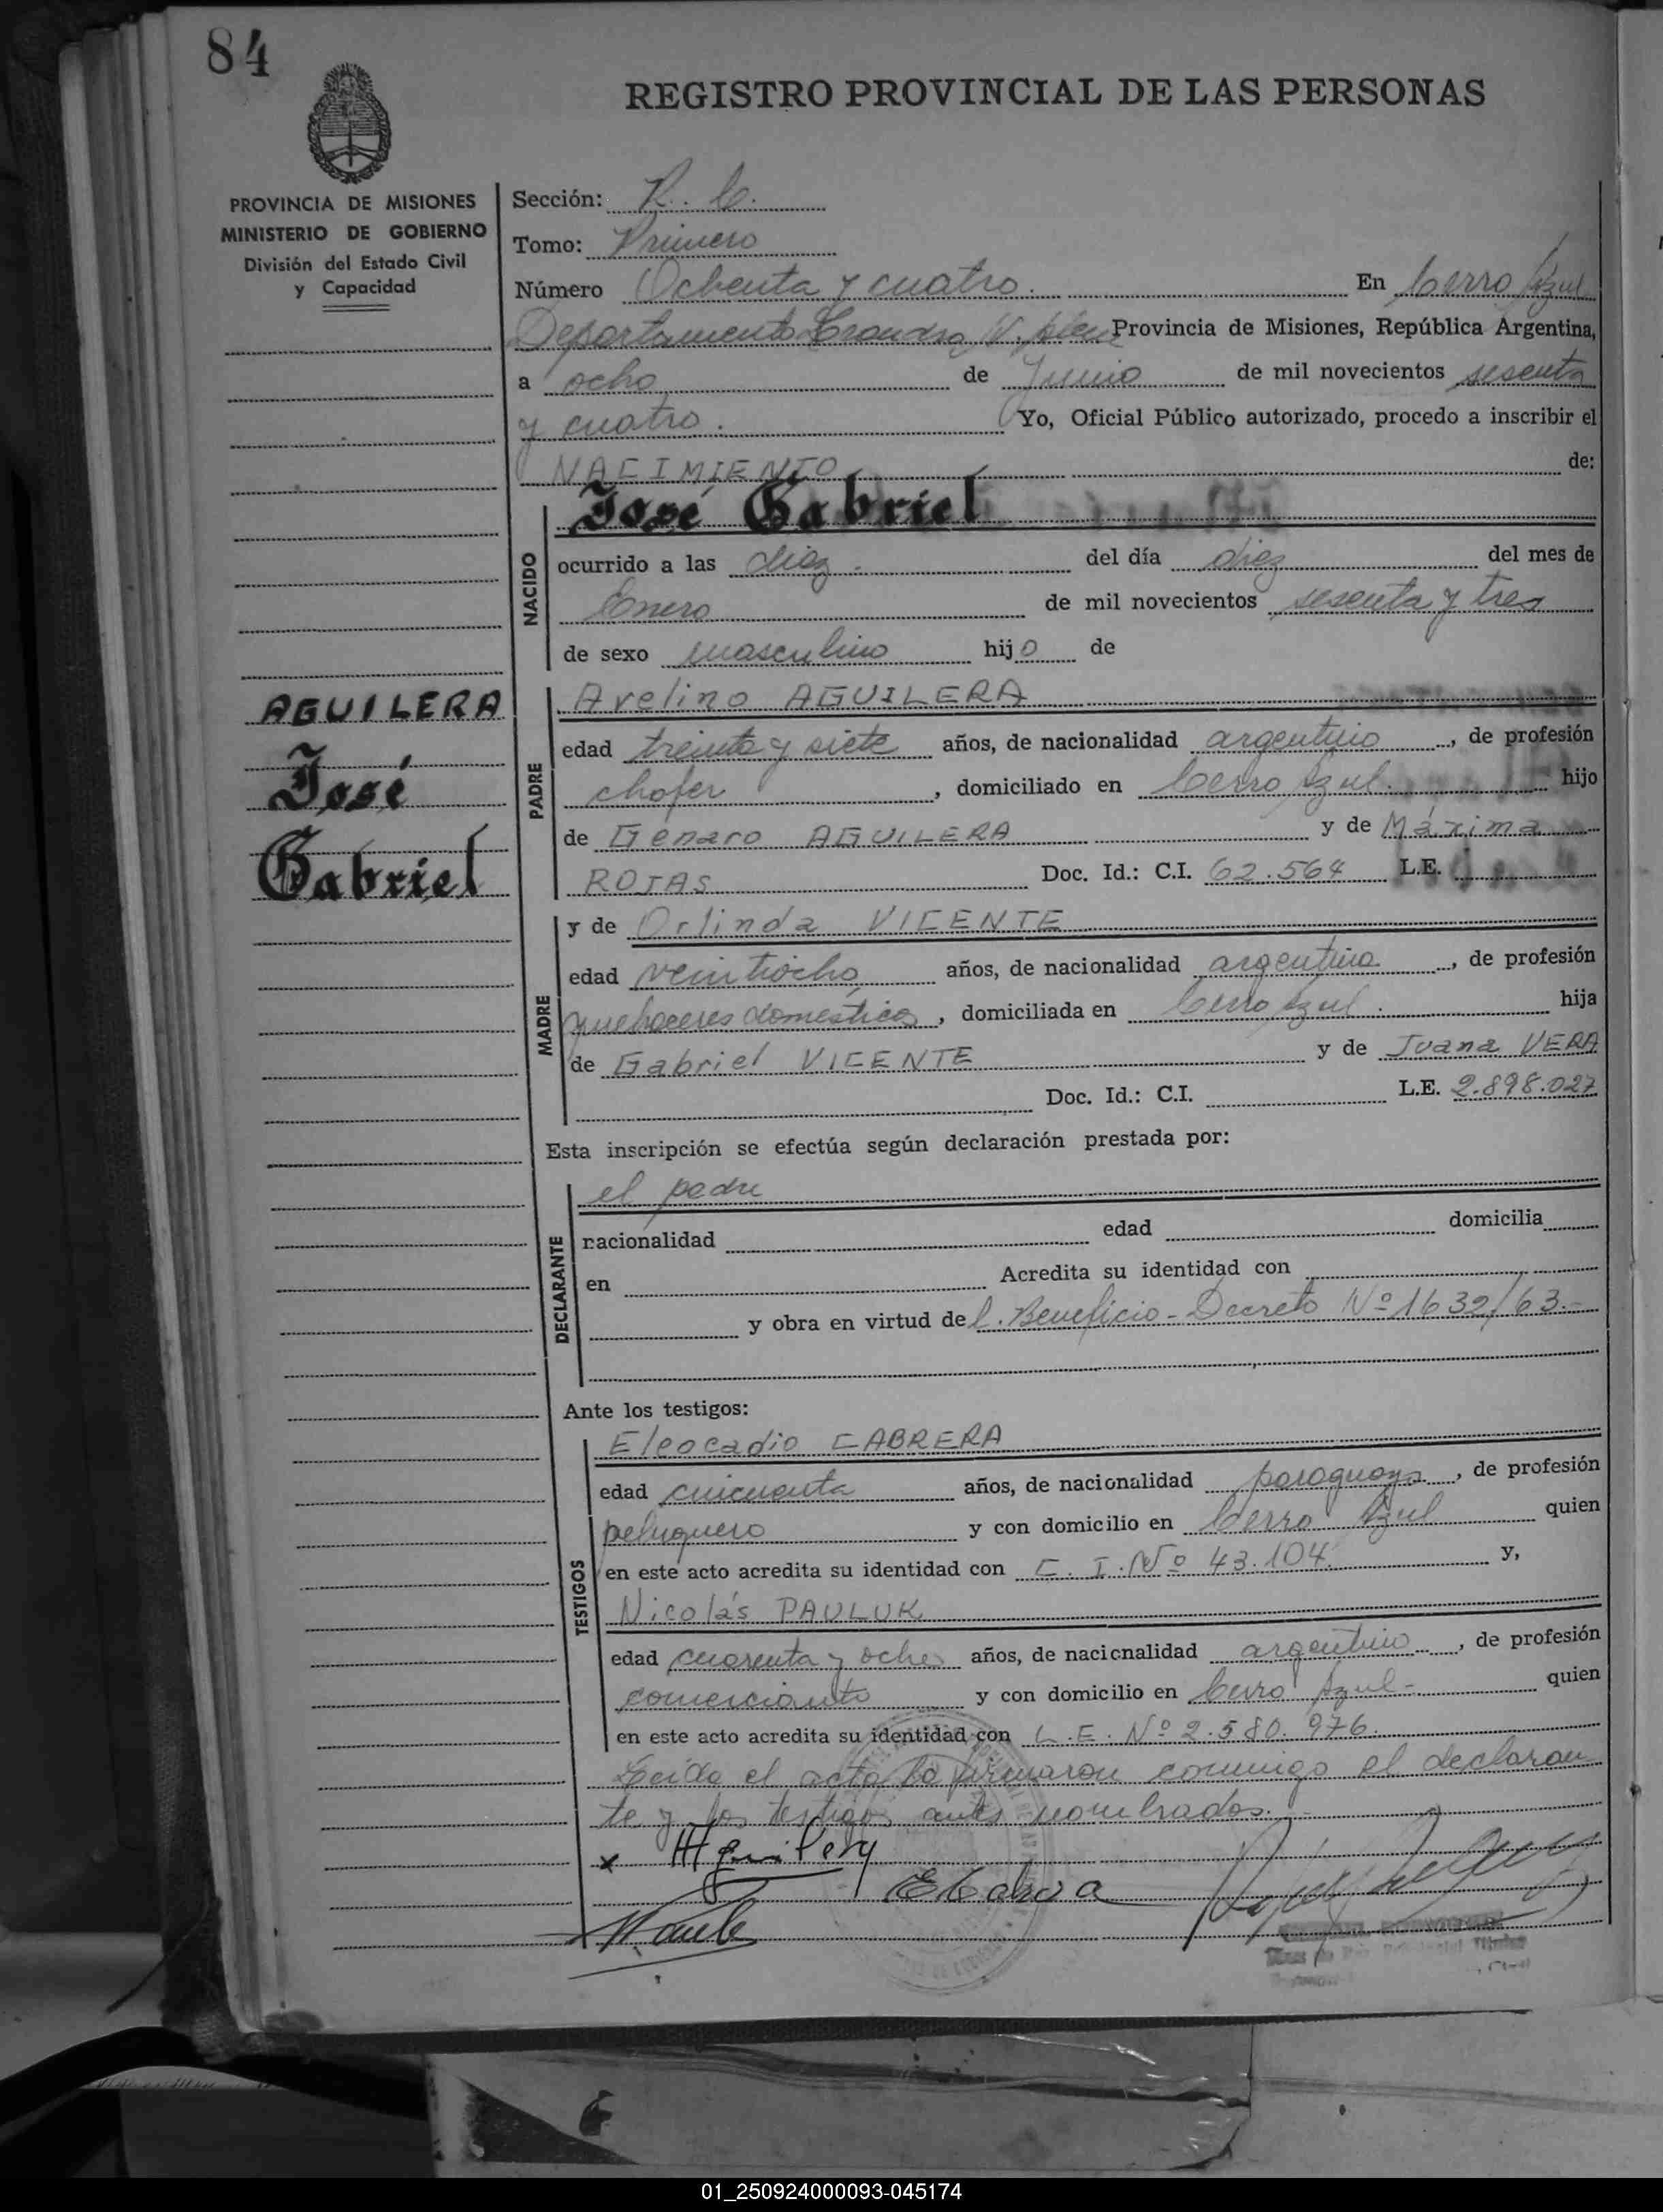 84
REGISTRO PROVINCIAL DE LAS PERSONAS
PROVINCIA DE MISIONES
MINISTERIO DE GOBIERNO
División del Estado Civil
y Capacidad
Sección: R. C.
Tomo: Primero
Número Ochenta y cuatro. En Cerro Azul
Departamento Leandro N. Alem Provincia de Misiones, República Argentina,
a ocho de Junio de mil novecientos sesenta
y cuatro. Yo, Oficial Público autorizado, procedo a inscribir el
NACIMIENTO de:
NACIDO
José Gabriel
ocurrido a las diez. del día diez del mes de
Enero de mil novecientos sesenta y tres
de sexo masculino hijo de
AGUILERA
José
Gabriel
PADRE
Avelino AGUILERA
edad treinta y siete años, de nacionalidad argentino, de profesión
chofer, domiciliado en Cerro Azul. hijo
de Genaro AGUILERA y de Máxima
ROJAS Doc. Id.: C.I. 62.564 L.E.
MADRE
y de Orlinda VICENTE
edad veintiocho años, de nacionalidad argentina, de profesión
quehaceres domésticos, domiciliada en Cerro Azul. hija
de Gabriel VICENTE y de Juana VERA
Doc. Id.: C.I. L.E. 2.898.027
Esta inscripción se efectúa según declaración prestada por:
DECLARANTE
el padre
nacionalidad edad domicilia
en Acredita su identidad con
y obra en virtud del. Beneficio - Decreto Nº 1632/63.-
Ante los testigos:
TESTIGOS
Eleocadio CABRERA
edad cincuenta años, de nacionalidad paraguaya, de profesión
peluquero y con domicilio en Cerro Azul quien
en este acto acredita su identidad con C. I. Nº 43.104. y,
Nicolás PAULUK
edad cuarenta y ocho años, de nacionalidad argentino, de profesión
comerciante y con domicilio en Cerro Azul - quien
en este acto acredita su identidad con L.E. Nº 2.580.976.
Leída el acta la firmaron conmigo el declaran
te y los testigos antes nombrados.-
x Aguilera
01_250924000093-045174